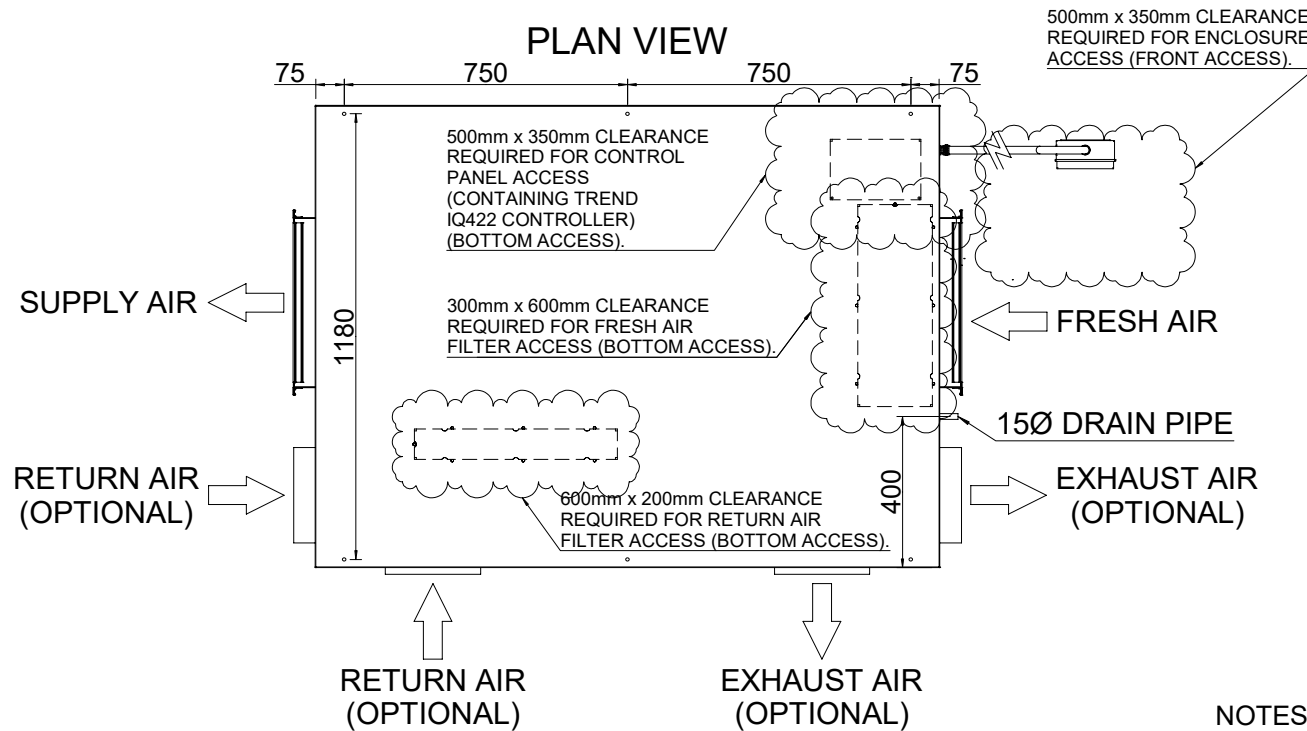 PLAN VIEW
500mm x 350mm CLEARANCE
REQUIRED FOR ENCLOSURE
ACCESS (FRONT ACCESS).
75
750
750
75
500mm x 350mm CLEARANCE
REQUIRED FOR CONTROL
PANEL ACCESS
(CONTAINING TREND
IQ422 CONTROLLER)
(BOTTOM ACCESS).
SUPPLY AIR
1180
300mm x 600mm CLEARANCE
REQUIRED FOR FRESH AIR
FILTER ACCESS (BOTTOM ACCESS).
FRESH AIR
15Ø DRAIN PIPE
RETURN AIR
(OPTIONAL)
600mm x 200mm CLEARANCE
REQUIRED FOR RETURN AIR
FILTER ACCESS (BOTTOM ACCESS).
400
EXHAUST AIR
(OPTIONAL)
RETURN AIR
(OPTIONAL)
EXHAUST AIR
(OPTIONAL)
NOTES